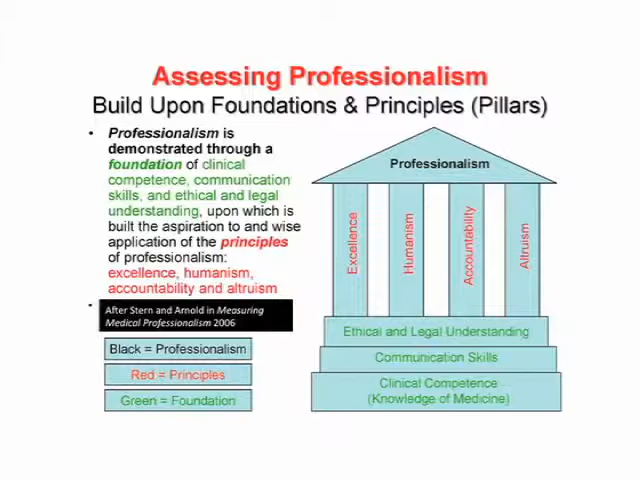 Assessing Professionalism
Build Upon Foundations & Principles (Pillars)
• Professionalism is
demonstrated through a
foundation of clinical
competence, communication
skills, and ethical and legal
understanding, upon which is
built the aspiration to and wise
application of the principles
of professionalism:
excellence, humanism,
accountability and altruism
•
After Stern and Arnold in Measuring
Medical Professionalism 2006
Black = Professionalism
Red = Principles
Green = Foundation
Professionalism
Excellence
Humanism
Accountability
Altruism
Ethical and Legal Understanding
Communication Skills
Clinical Competence
(Knowledge of Medicine)